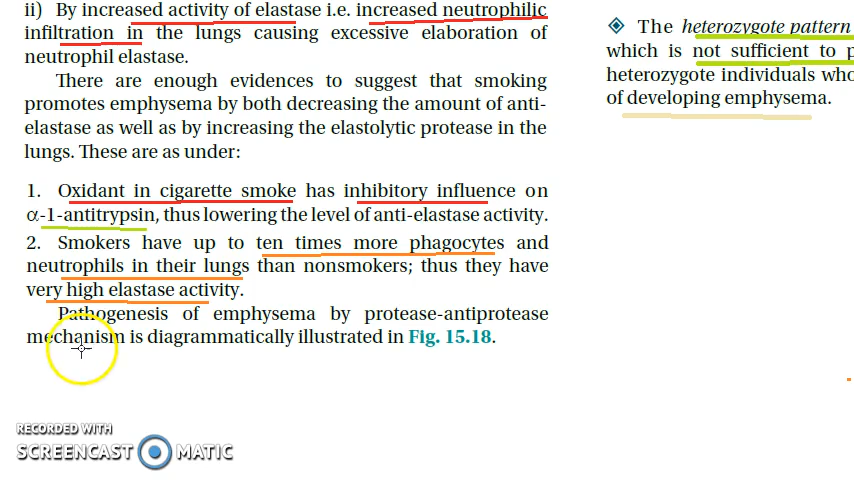 ii) By increased activity of elastase i.e. increased neutrophilic
infiltration in the lungs causing excessive elaboration of
neutrophil elastase.
There are enough evidences to suggest that smoking
promotes emphysema by both decreasing the amount of anti-
elastase as well as by increasing the elastolytic protease in the
lungs. These are as under:
1. Oxidant in cigarette smoke has inhibitory influence on
α-1-antitrypsin, thus lowering the level of anti-elastase activity.
2. Smokers have up to ten times more phagocytes and
neutrophils in their lungs than nonsmokers; thus they have
very high elastase activity.
Pathogenesis of emphysema by protease-antiprotease
mechanism is diagrammatically illustrated in Fig. 15.18.
The heterozygote pattern
which is not sufficient to p
heterozygote individuals who
of developing emphysema.
RECORDED WITH
SCREENCAST MATIC